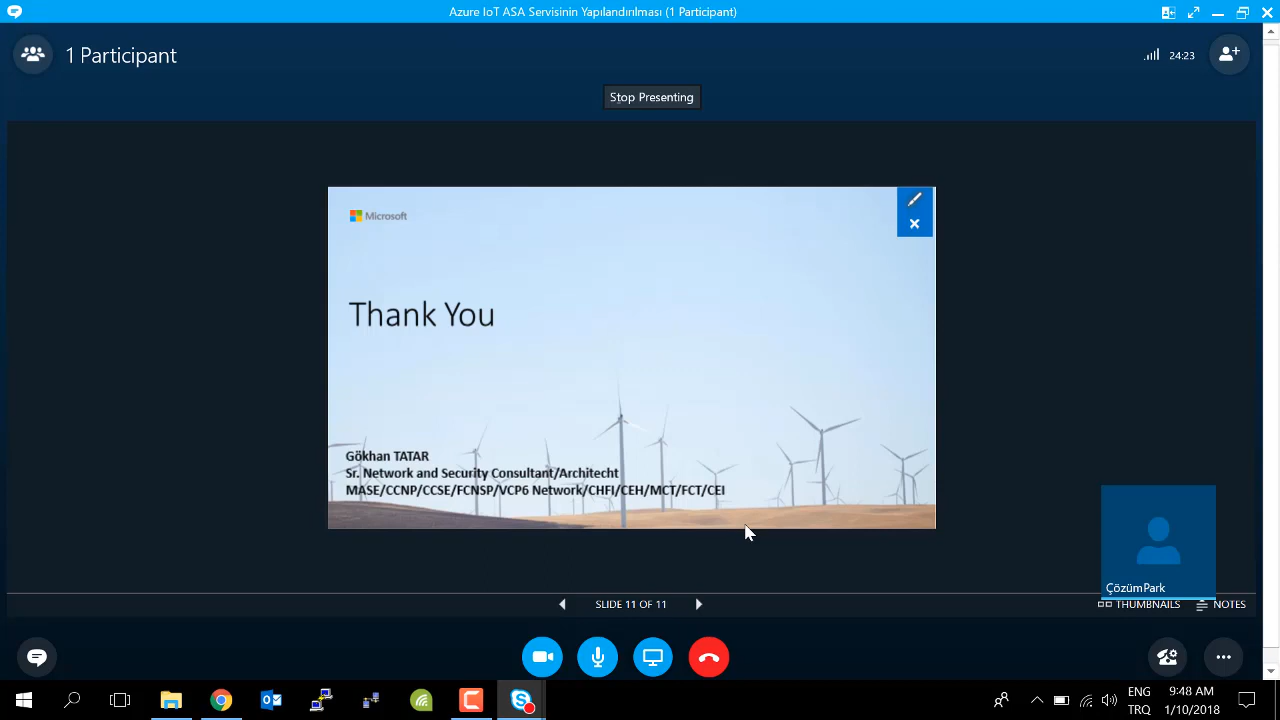 Azure IoT ASA Servisinin Yapılandırılması (1 Participant)
1 Participant
24:23
Stop Presenting
Microsoft
Thank You
Gökhan TATAR
Sr. Network and Security Consultant/Architecht
MASE/CCNP/CCSE/FCNSP/VCP6 Network/CHFI/CEH/MCT/FCT/CEI
ÇözümPark
SLIDE 11 OF 11
THUMBNAILS
NOTES
ENG
TRQ
:48 AM
1/10/2018